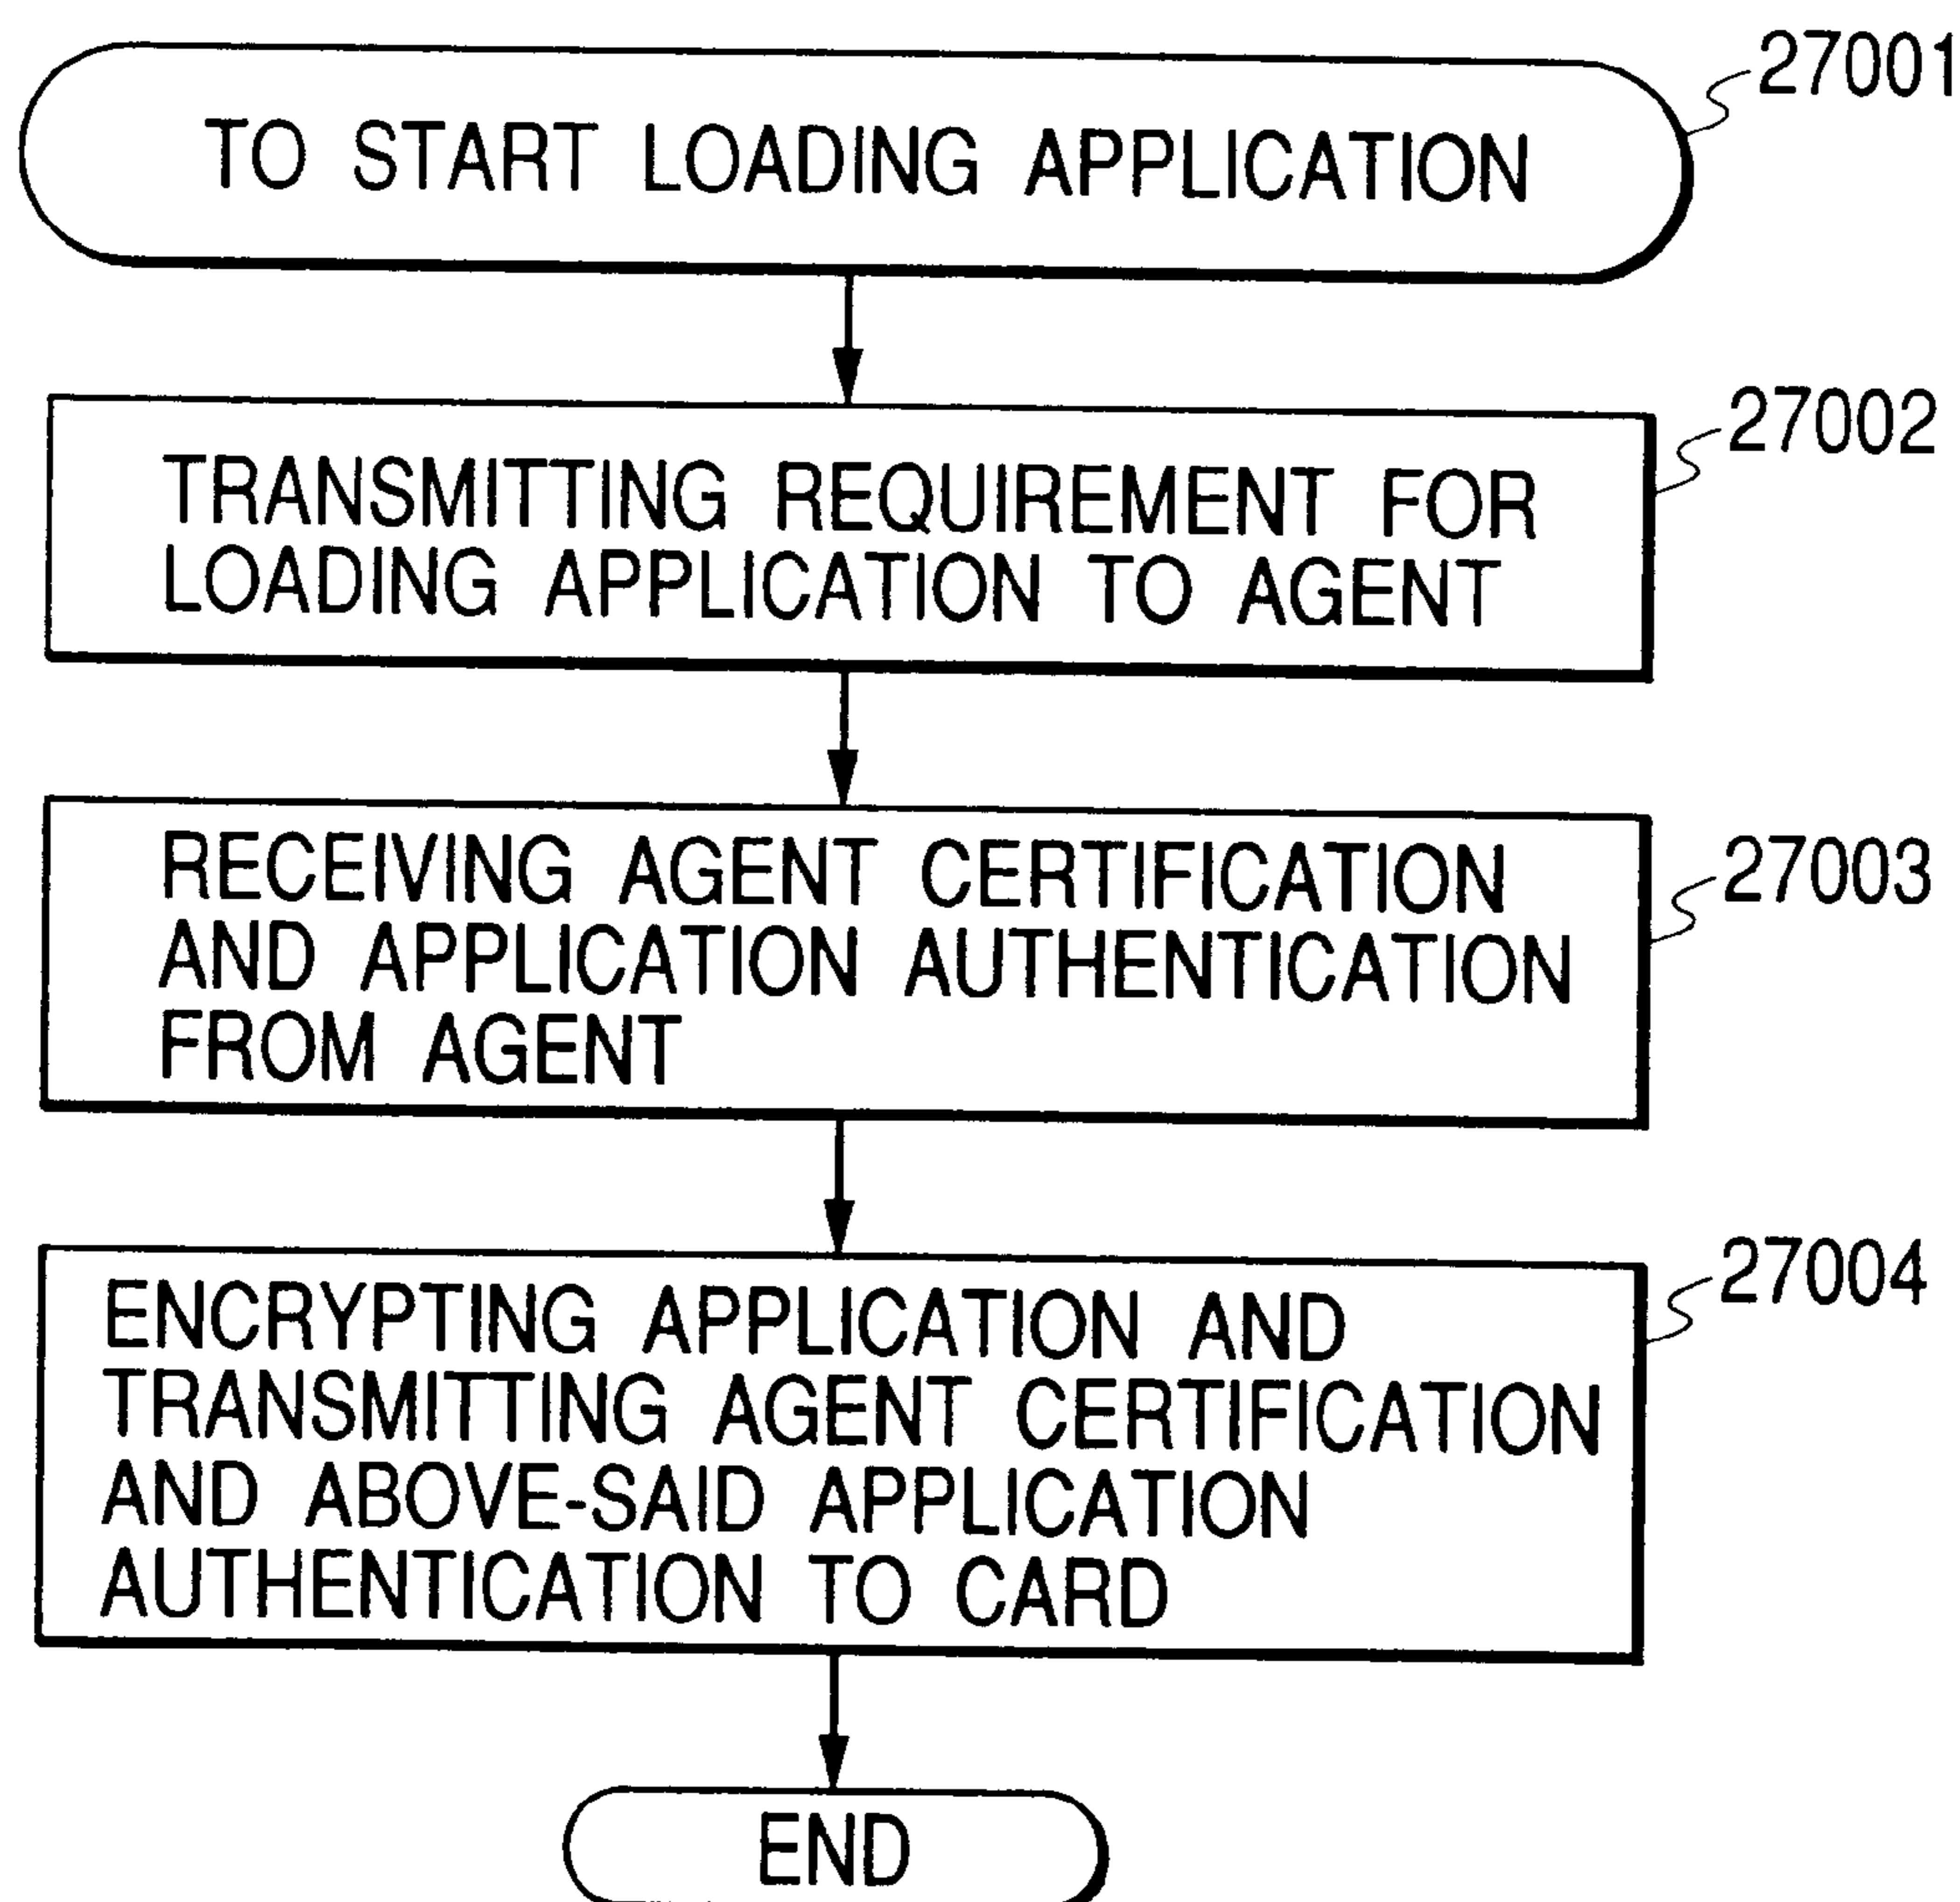 27001
TO START LOADING APPLICATION
27002
TRANSMITTING REQUIREMENT FOR
LOADING APPLICATION TO AGENT
27003
RECEIVING AGENT CERTIFICATION
AND APPLICATION AUTHENTICATION
FROM AGENT
27004
ENCRYPTING APPLICATION AND
TRANSMITTING AGENT CERTIFICATION
AND ABOVE-SAID APPLICATION
AUTHENTICATION TO CARD
END